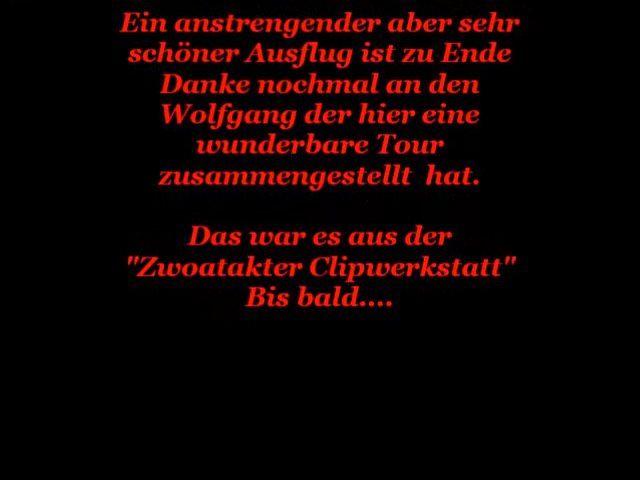 Ein anstrengender aber sehr
schöner Ausflug ist zu Ende
Danke nochmal an den
Wolfgang der hier eine
wunderbare Tour
zusammengestellt  hat.
Das war es aus der
"Zwoatakter Clipwerkstatt"
Bis bald....